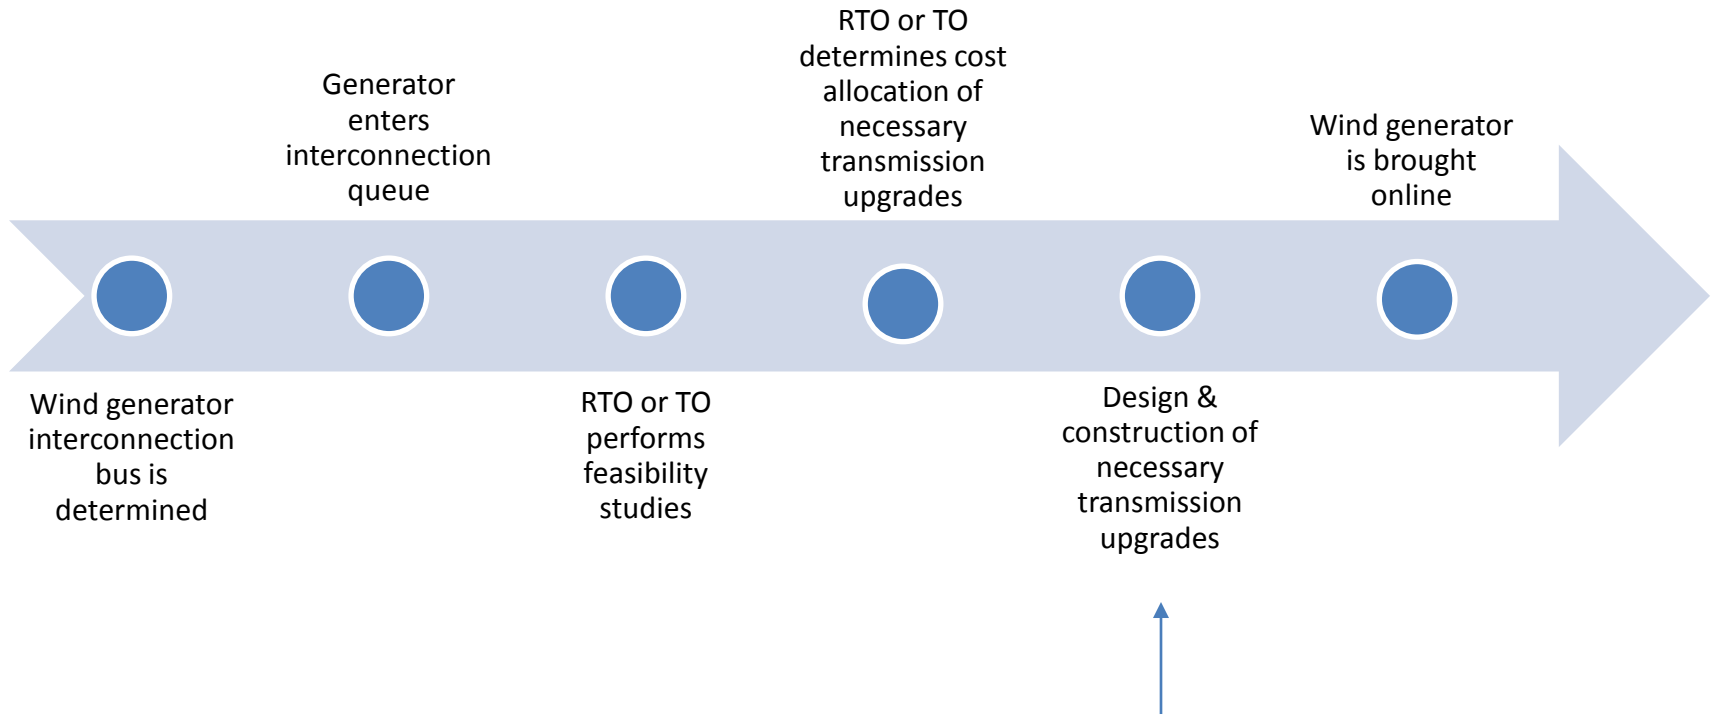 Wind generator
interconnection
bus is
determined
Generator
enters
interconnection
queue
RTO or TO
performs
feasibility
studies
RTO or TO
determines cost
allocation of
necessary
transmission
upgrades
Design &
construction of
necessary
transmission
upgrades
Wind generator
is brought
online